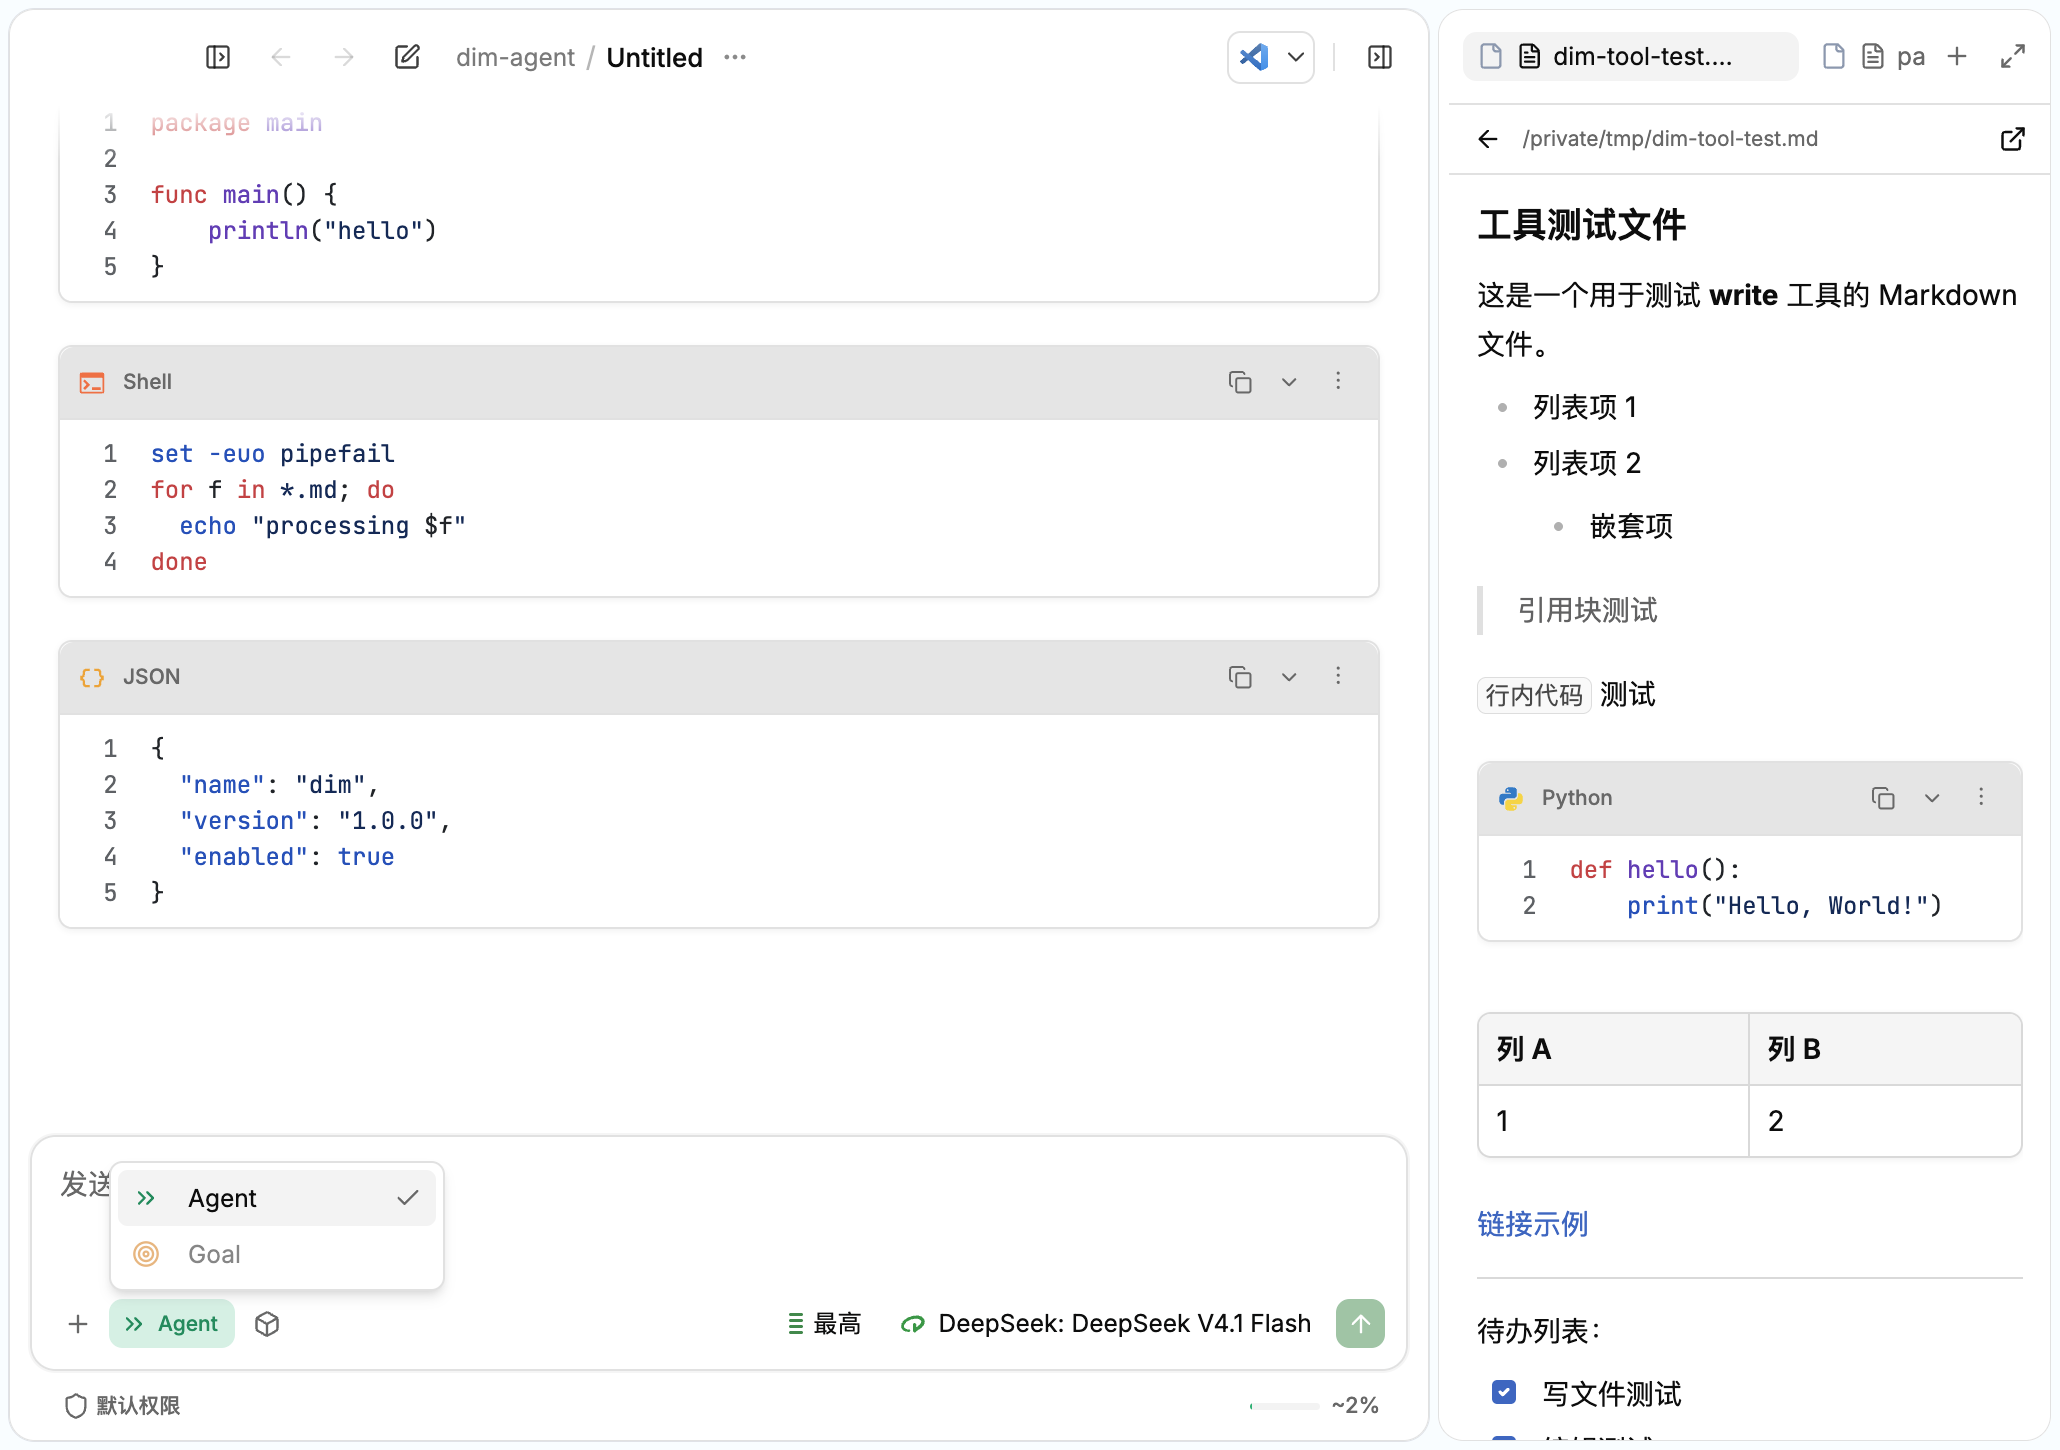 dim-agent / Untitled
1 package main
2
3 func main() {
4     println("hello")
5 }
Shell
1 set -euo pipefail
2 for f in *.md; do
3   echo "processing $f"
4 done
JSON
1 {
2   "name": "dim",
3   "version": "1.0.0",
4   "enabled": true
5 }
发送
Agent
Goal
Agent
最高
DeepSeek: DeepSeek V4.1 Flash
默认权限
~2%
dim-tool-test....
pa
/private/tmp/dim-tool-test.md
工具测试文件
这是一个用于测试 write 工具的 Markdown
文件。
列表项 1
列表项 2
嵌套项
引用块测试
行内代码 测试
Python
1 def hello():
2     print("Hello, World!")
列 A 列 B
1 2
链接示例
待办列表：
写文件测试